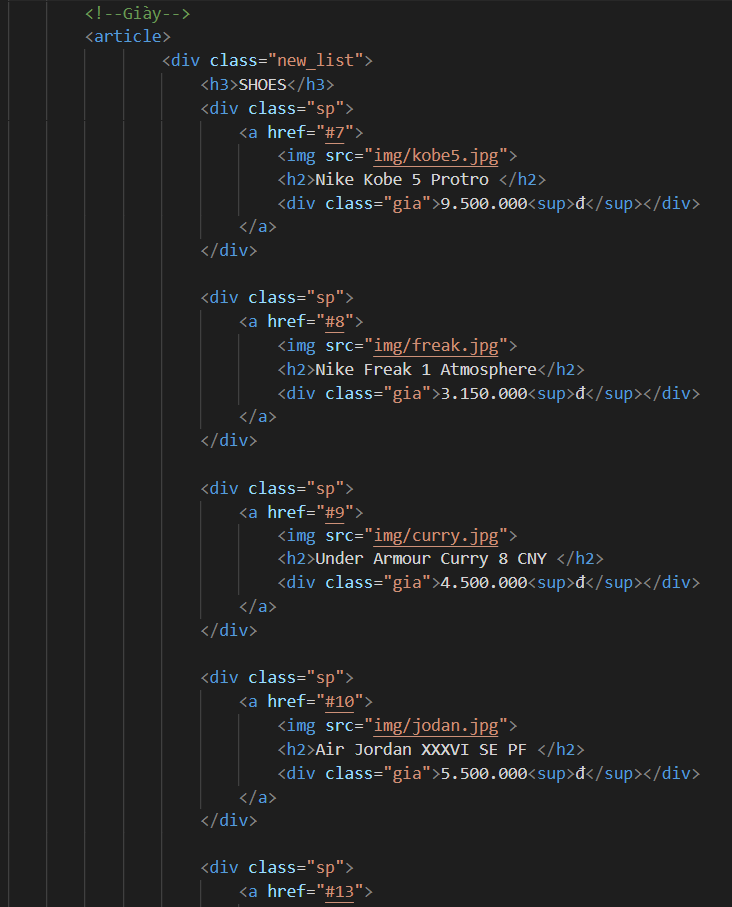 <!--Giày-->
<article>
<div class="new_list">
<h3>SHOES</h3>
<div class="sp">
<a href="#7">
<img src="img/kobe5.jpg">
<h2>Nike Kobe 5 Protro </h2>
<div class="gia">9.500.000<sup>đ</sup></div>
</a>
</div>
<div class="sp">
<a href="#8">
<img src="img/freak.jpg">
<h2>Nike Freak 1 Atmosphere</h2>
<div class="gia">3.150.000<sup>đ</sup></div>
</a>
</div>
<div class="sp">
<a href="#9">
<img src="img/curry.jpg">
<h2>Under Armour Curry 8 CNY </h2>
<div class="gia">4.500.000<sup>đ</sup></div>
</a>
</div>
<div class="sp">
<a href="#10">
<img src="img/jodan.jpg">
<h2>Air Jordan XXXVI SE PF </h2>
<div class="gia">5.500.000<sup>đ</sup></div>
</a>
</div>
<div class="sp">
<a href="#13">